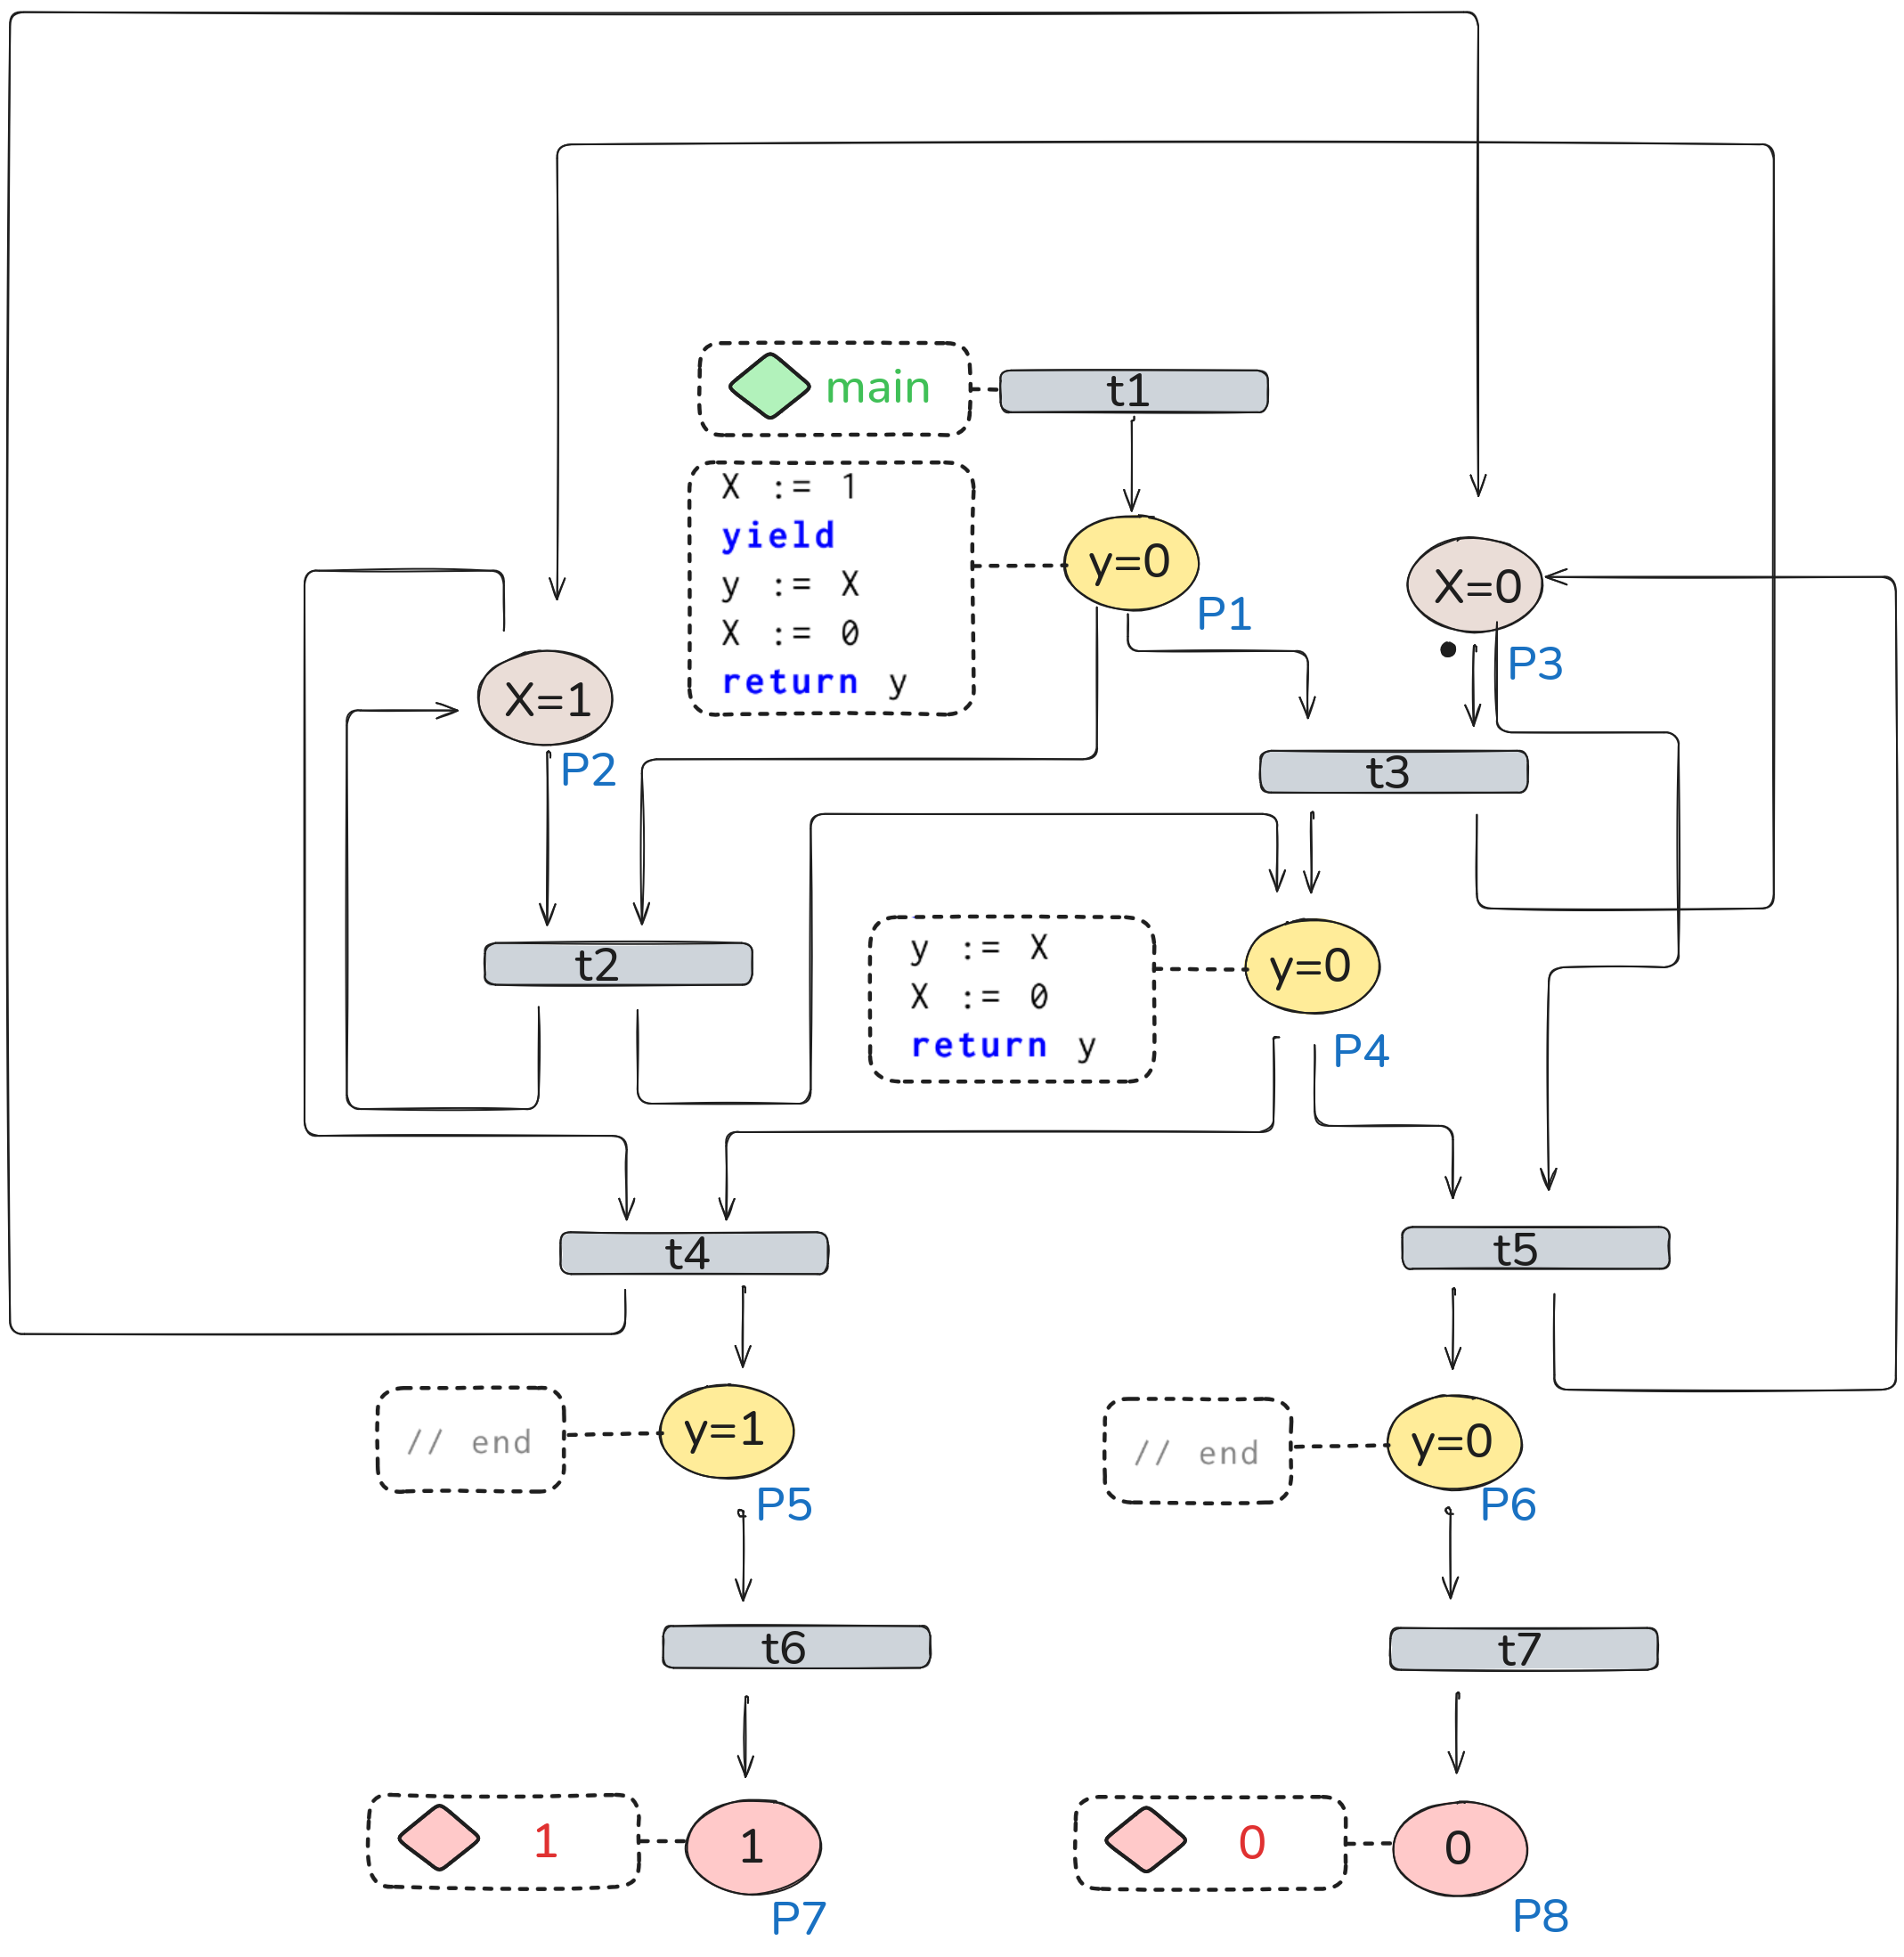 main
t1
X := 1
yield
y := X
X := 0
return y
y=0
P1
X=0
P3
X=1
P2
t3
t2
y := X
X := 0
return y
y=0
P4
t4
t5
// end
y=1
P5
// end
y=0
P6
t6
t7
1
1
P7
0
0
P8